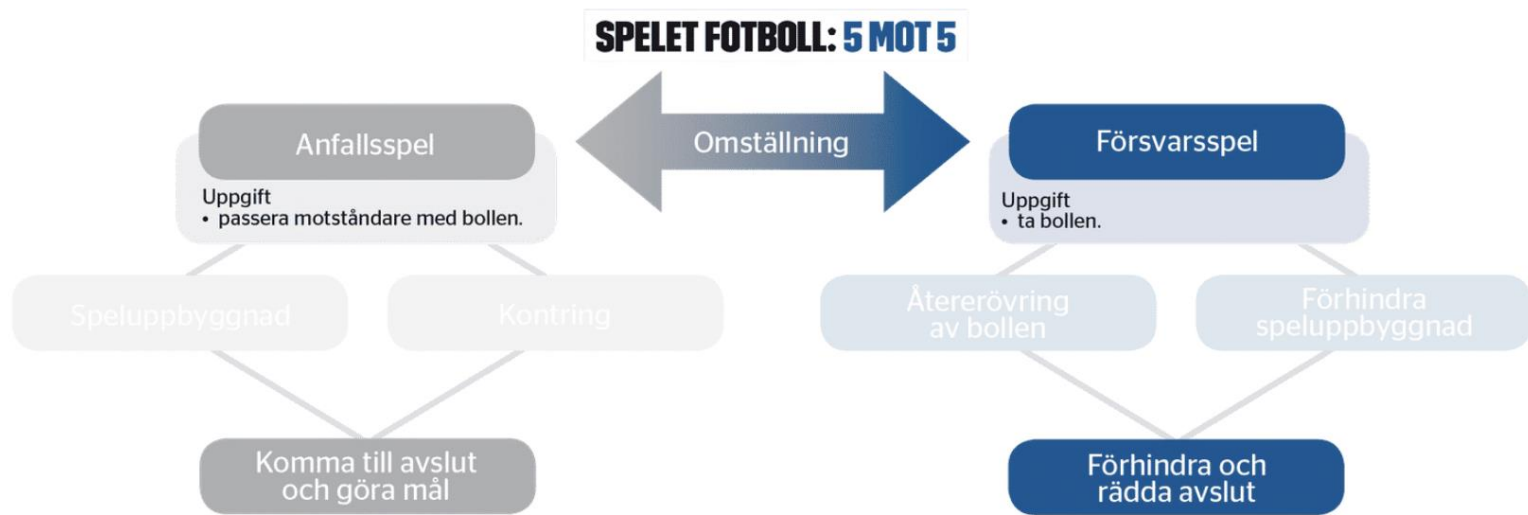 SPELET FOTBOLL: 5 MOT 5
Anfallsspel
Omställning
Försvarsspel
Uppgift
• passera motståndare med bollen.
Uppgift
• ta bollen.
Speluppbyggnad
Kontring
Återerövring
av bollen
Förhindra
speluppbyggnad
Komma till avslut
och göra mål
Förhindra och
rädda avslut